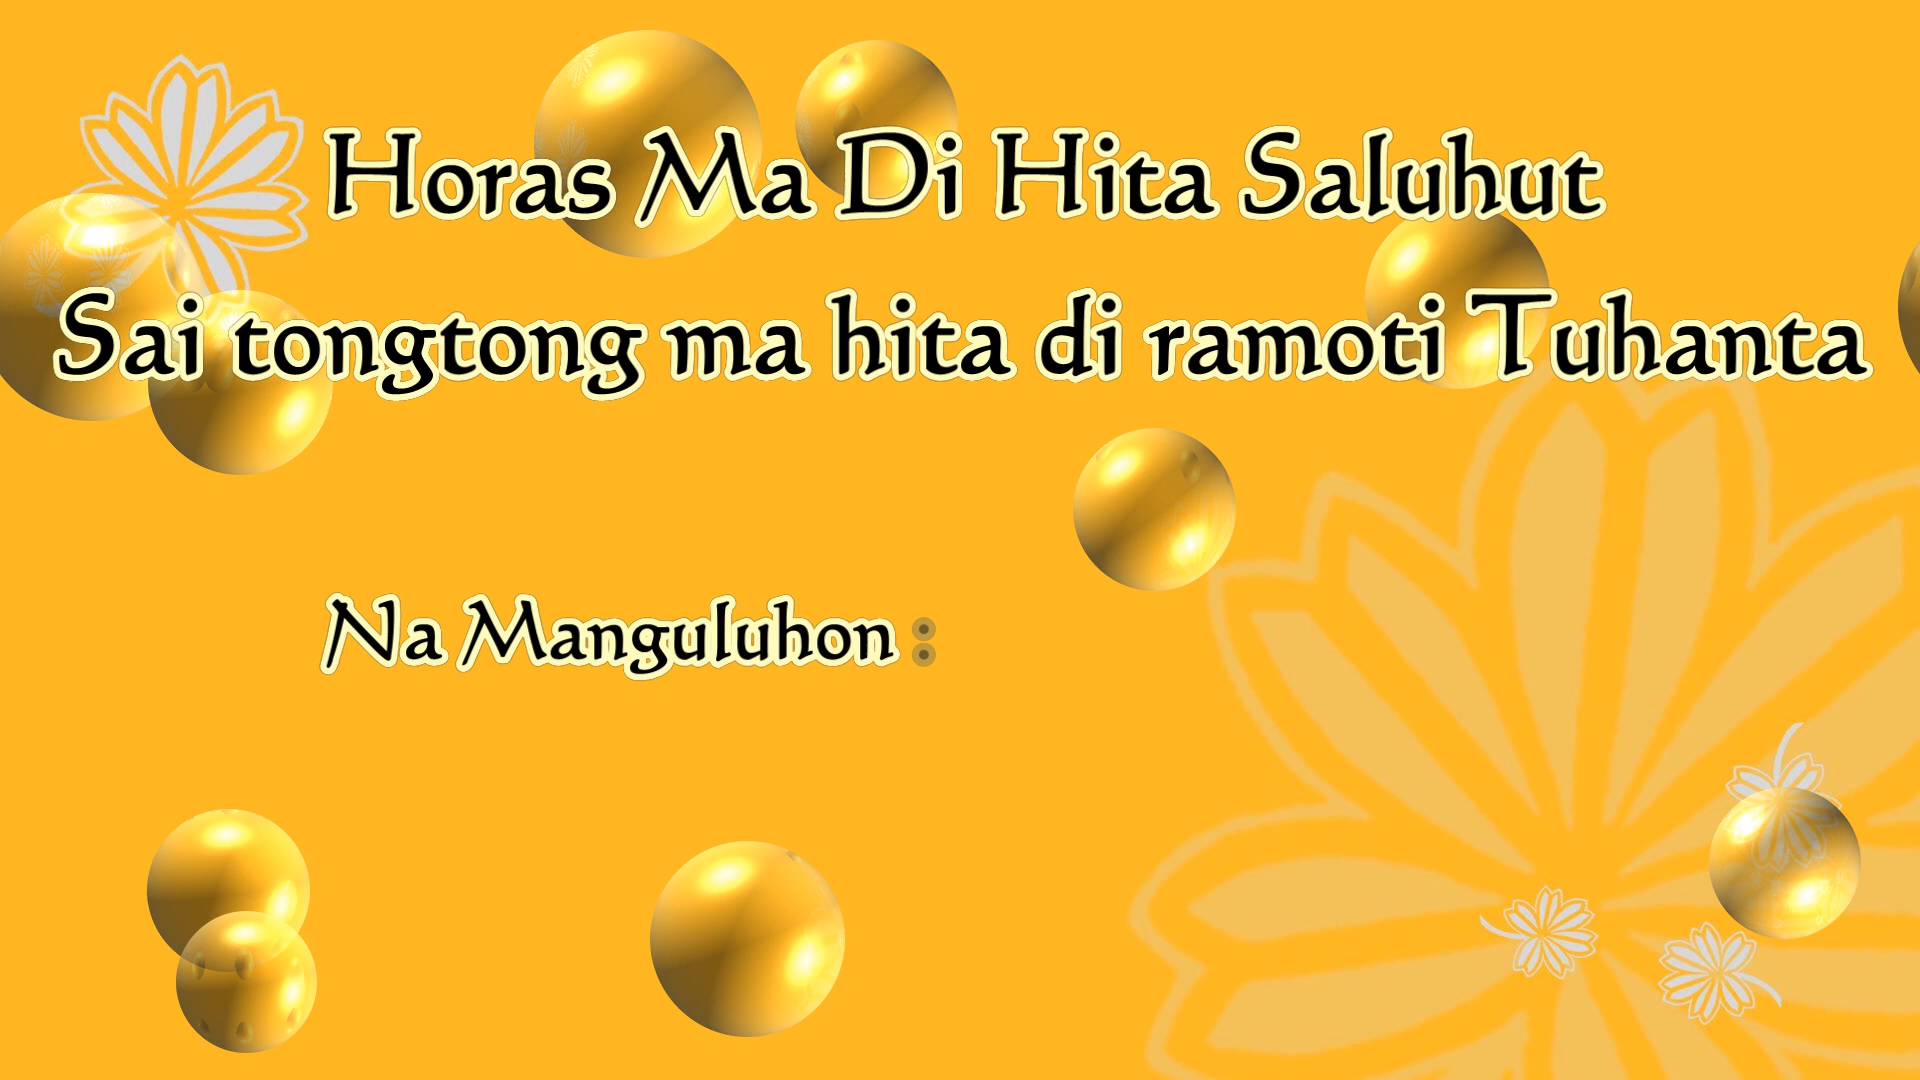 Horas Ma Di Hita Saluhut
Sai tongtong ma hita di ramoti Tuhanta
Na Manguluhon :